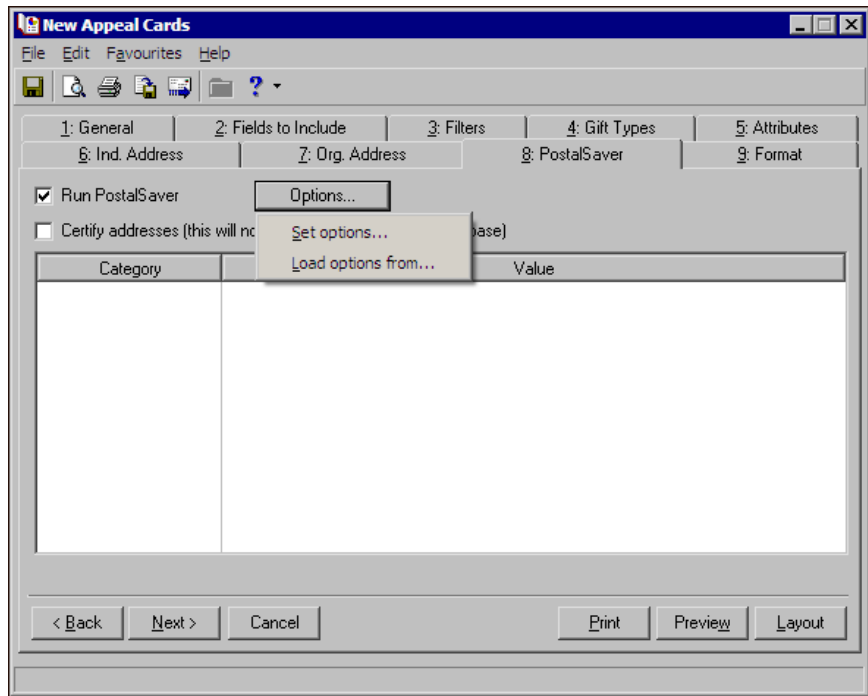 New Appeal Cards
File Edit Favourites Help
?
1: General 2: Fields to Include 3: Filters 4: Gift Types 5: Attributes
6: Ind. Address 7: Org. Address 8: PostalSaver 9: Format
Run PostalSaver Options...
Certify addresses (this will base)
Set options...
Load options from...
Category Value
< Back Next > Cancel Print Preview Layout